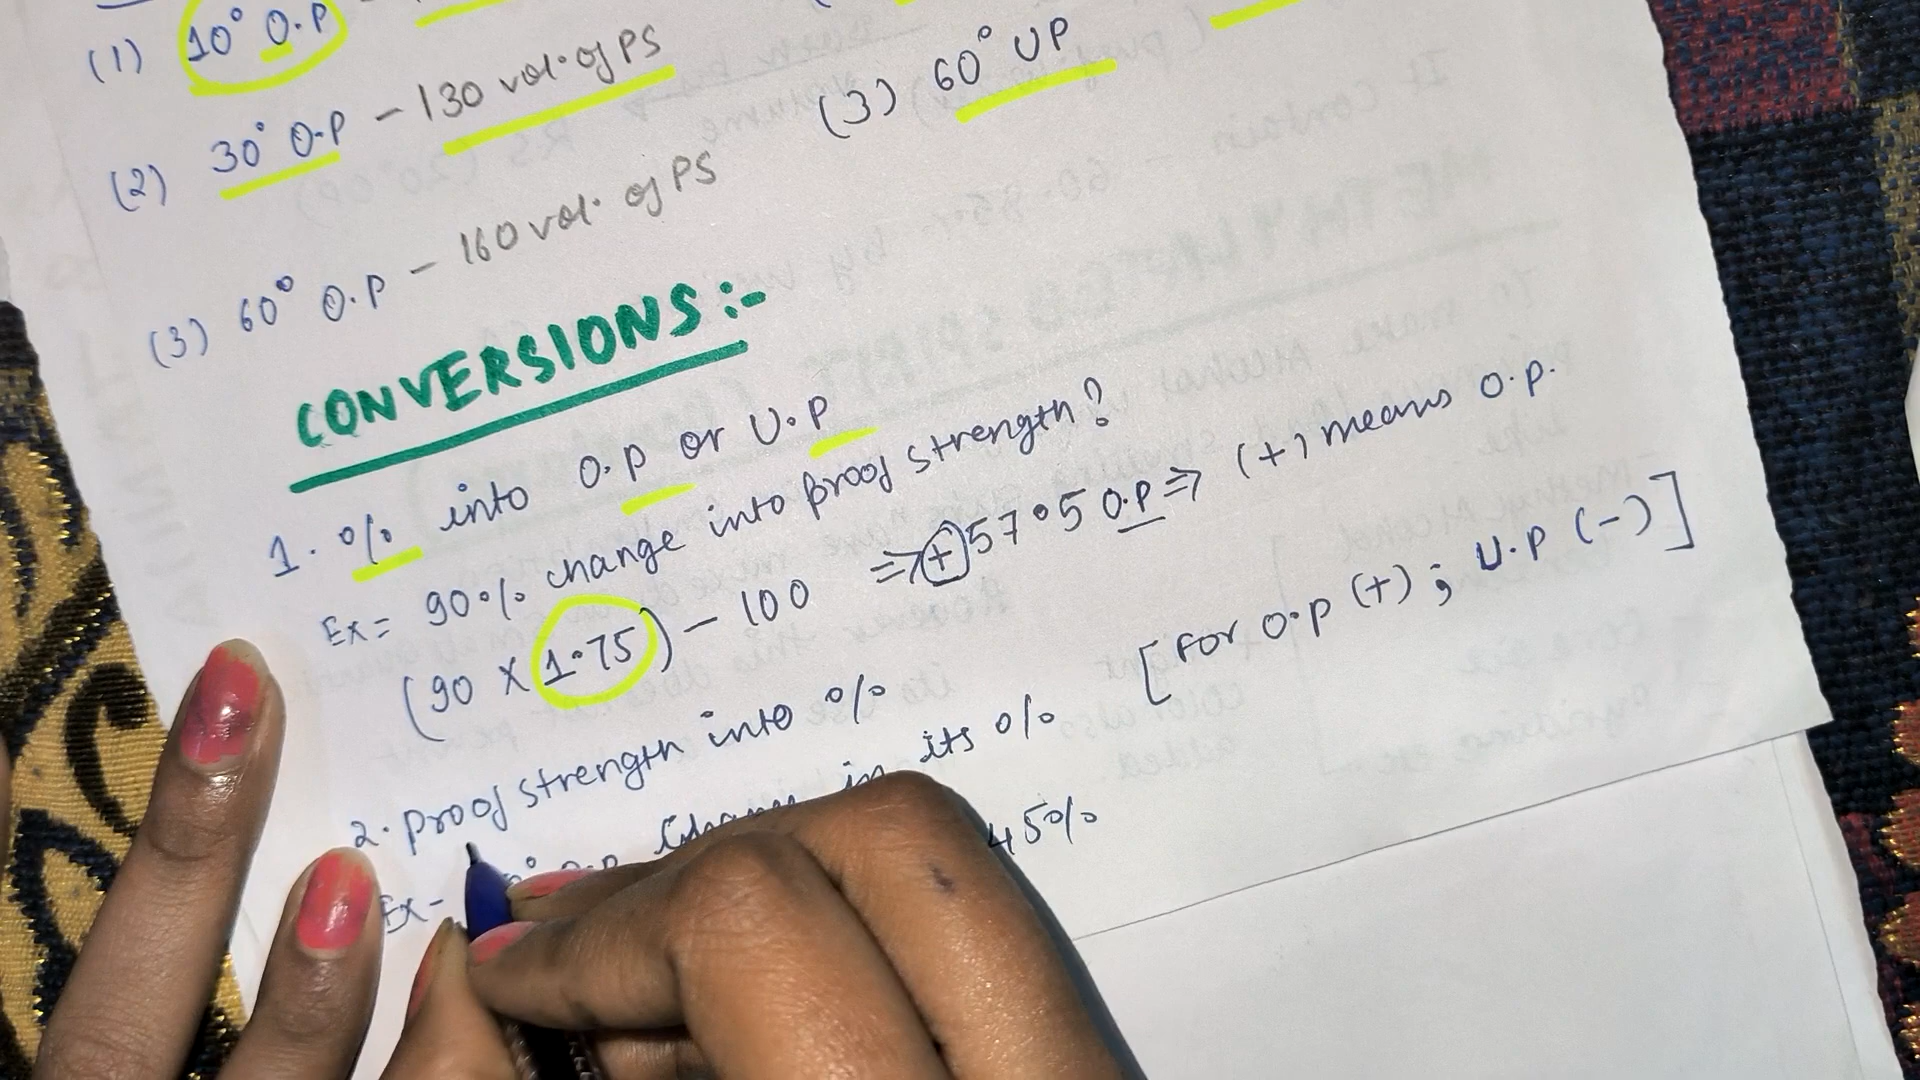 (1) 10° O.P
(2) 30° O.P - 130 vol. of PS
(3) 60° O.P - 160 vol. of PS
(3) 60° UP
CONVERSIONS:-
1. % into O.P or U.P
Ex= 90% change into proof strength?
(90 x 1.75) - 100 => + 57.5 O.P => (+) means O.P.
[For O.P (+) ; U.P (-)]
2. Proof strength into %
Ex- O.P Change in its %
45%